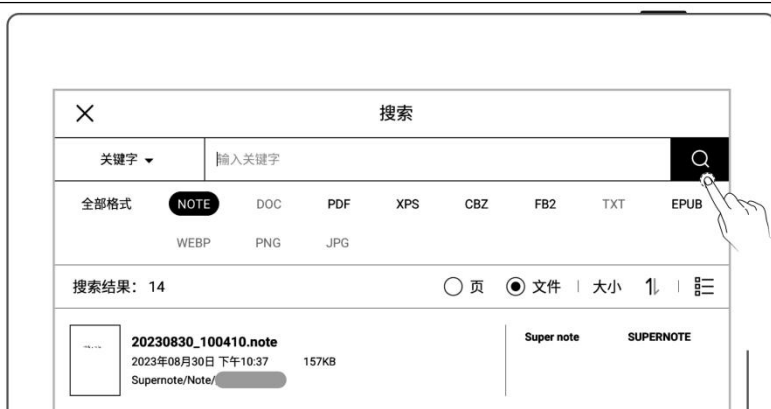 搜索
关键字 输入关键字
全部格式 NOTE DOC PDF XPS CBZ FB2 TXT EPUB
WEBP PNG JPG
搜索结果： 14 页 文件 大小
20230830_100410.note Super note SUPERNOTE
2023年08月30日 下午10:37 157KB
Supernote/Note/